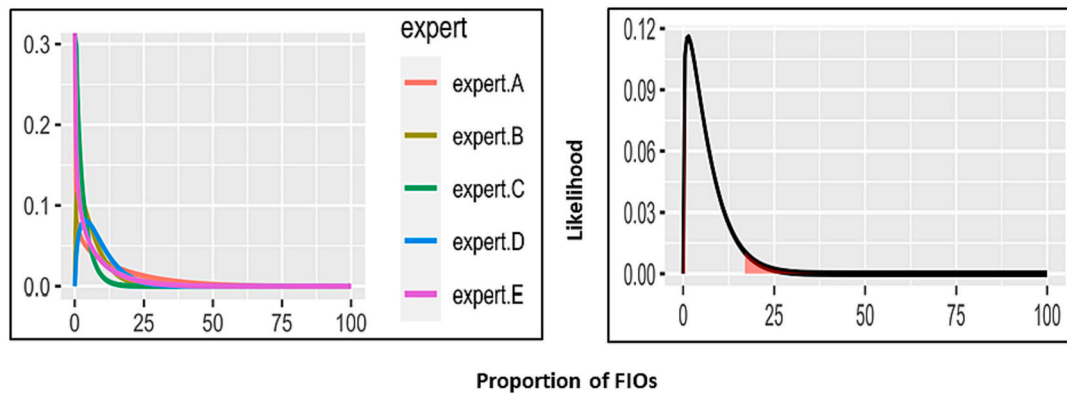 expert
0.3
0.2
0.1
0.0
0 25 50 75 100
expert.A
expert.B
expert.C
expert.D
expert.E
Likelihood
0.12
0.09
0.06
0.03
0.00
0 25 50 75 100
Proportion of FIOs